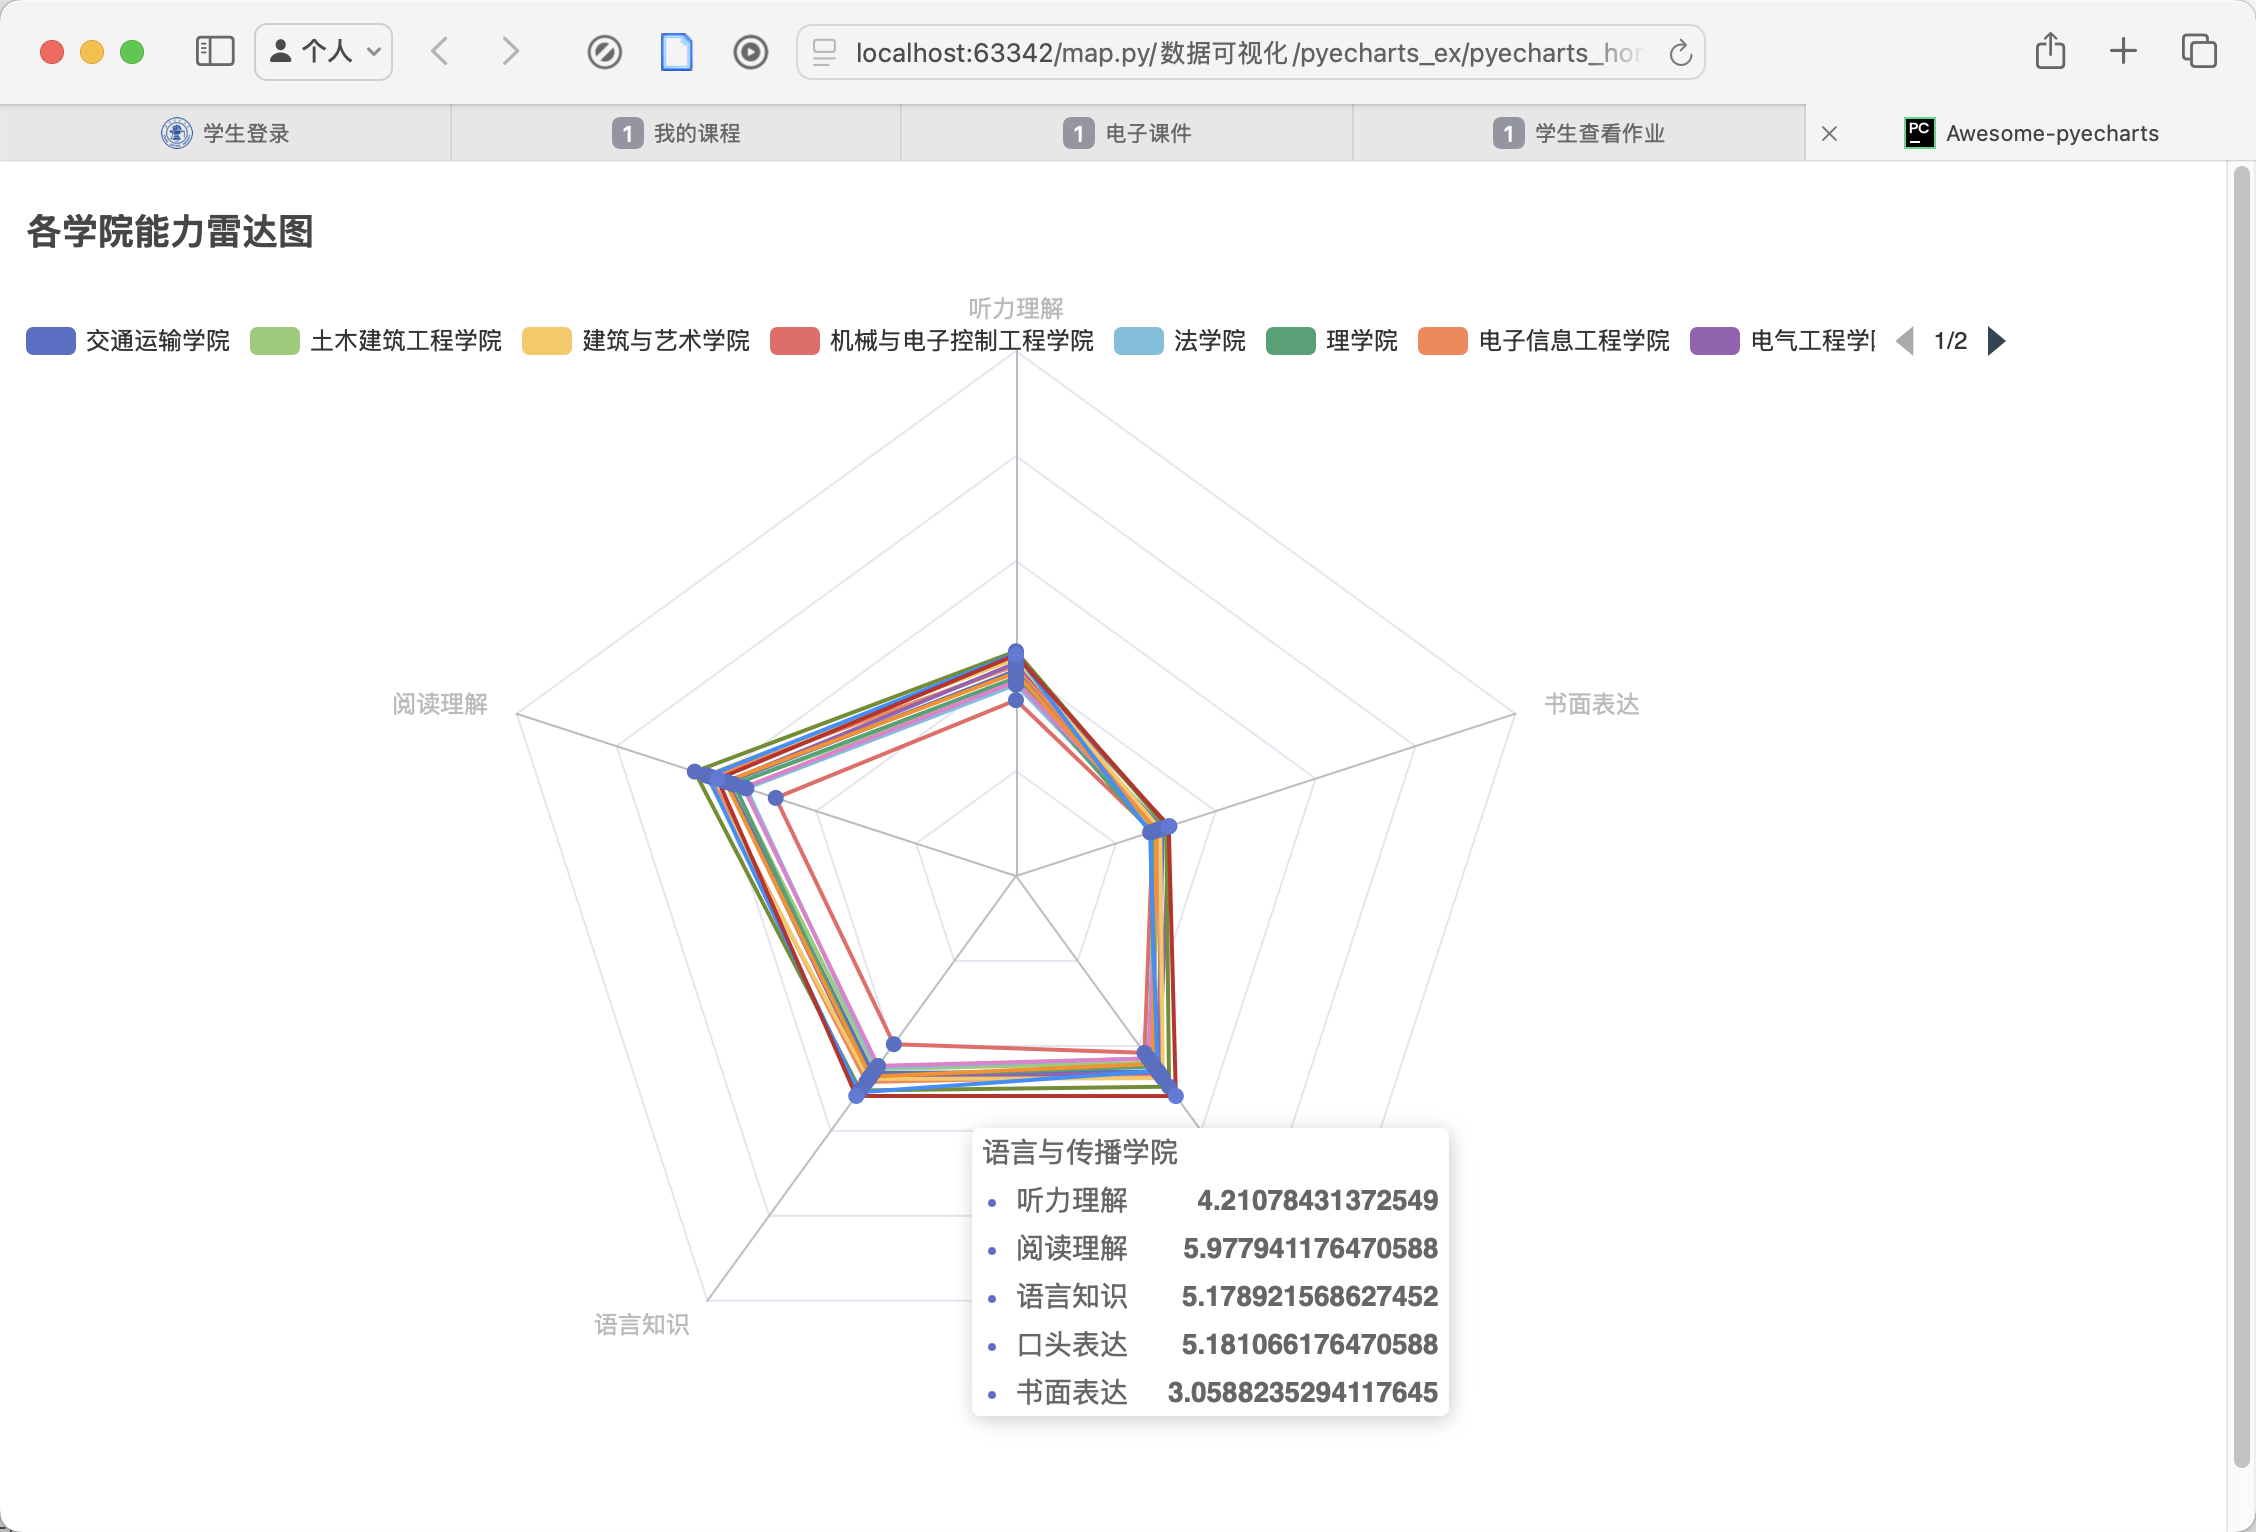 个人
localhost:63342/map.py/数据可视化/pyecharts_ex/pyecharts_hor
学生登录
1 我的课程
1 电子课件
1 学生查看作业
PC Awesome-pyecharts
各学院能力雷达图
听力理解
交通运输学院 土木建筑工程学院 建筑与艺术学院 机械与电子控制工程学院 法学院 理学院 电子信息工程学院 电气工程学 1/2
阅读理解
书面表达
语言与传播学院
听力理解 4.21078431372549
阅读理解 5.977941176470588
语言知识 5.178921568627452
口头表达 5.181066176470588
书面表达 3.0588235294117645
语言知识